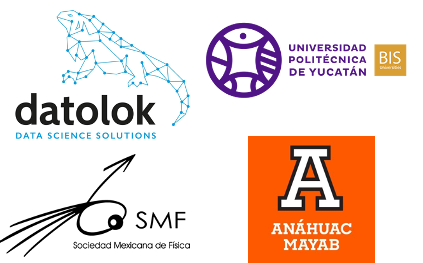 datolok
DATA SCIENCE SOLUTIONS
UNIVERSIDAD
POLITÉCNICA
DE YUCATÁN
BIS
SMF
Sociedad Mexicana de Física
A
ANÁHUAC
MAYAB